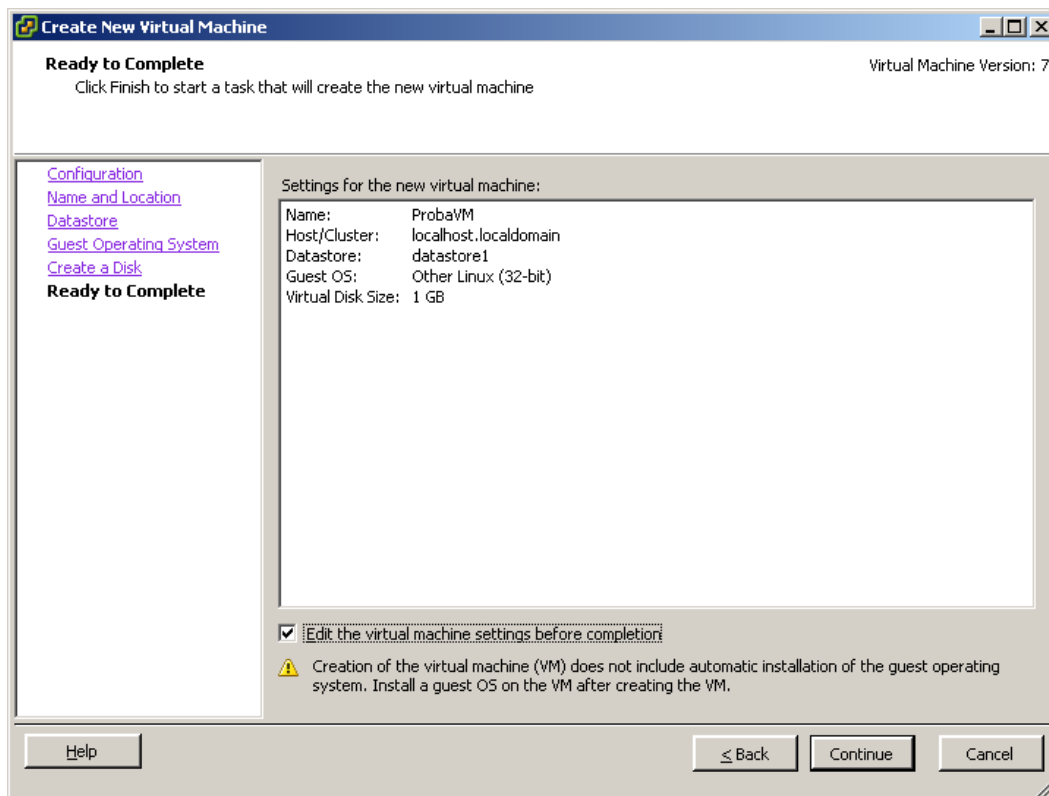 Create New Virtual Machine
Ready to Complete
Click Finish to start a task that will create the new virtual machine
Virtual Machine Version: 7
Configuration
Name and Location
Datastore
Guest Operating System
Create a Disk
Ready to Complete
Settings for the new virtual machine:
Name: ProbaVM
Host/Cluster: localhost.localdomain
Datastore: datastore1
Guest OS: Other Linux (32-bit)
Virtual Disk Size: 1 GB
Edit the virtual machine settings before completion
Creation of the virtual machine (VM) does not include automatic installation of the guest operating
system. Install a guest OS on the VM after creating the VM.
Help
< Back
Continue
Cancel